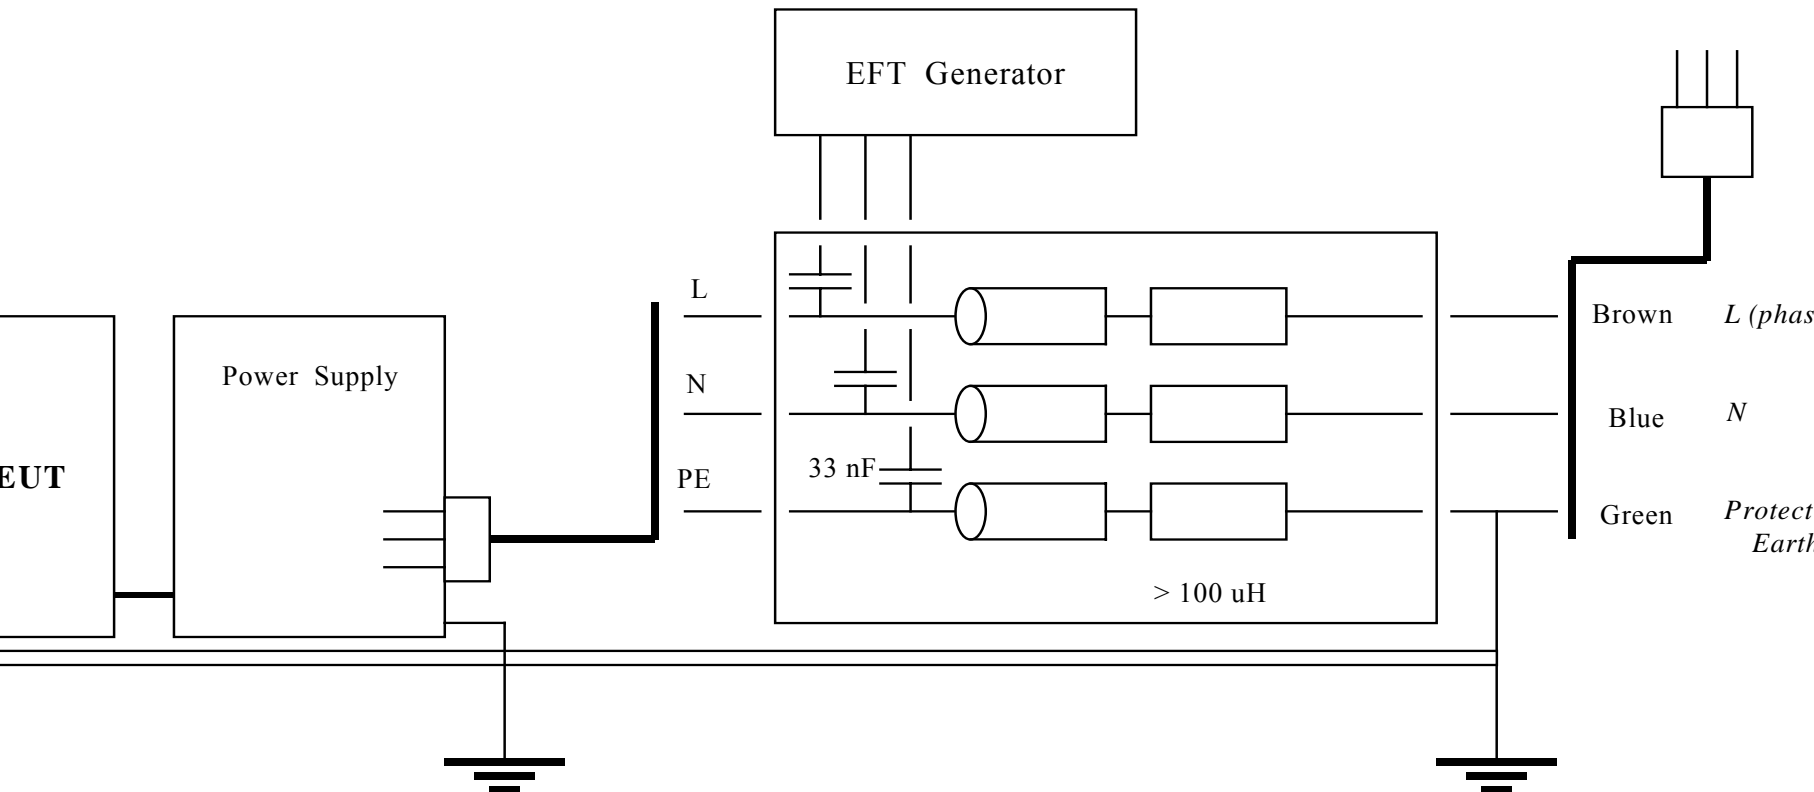 EFT Generator
L
Brown
L (phas
Power Supply
N
Blue
N
EUT
33 nF
PE
Green
Protect
Earth
> 100 uH